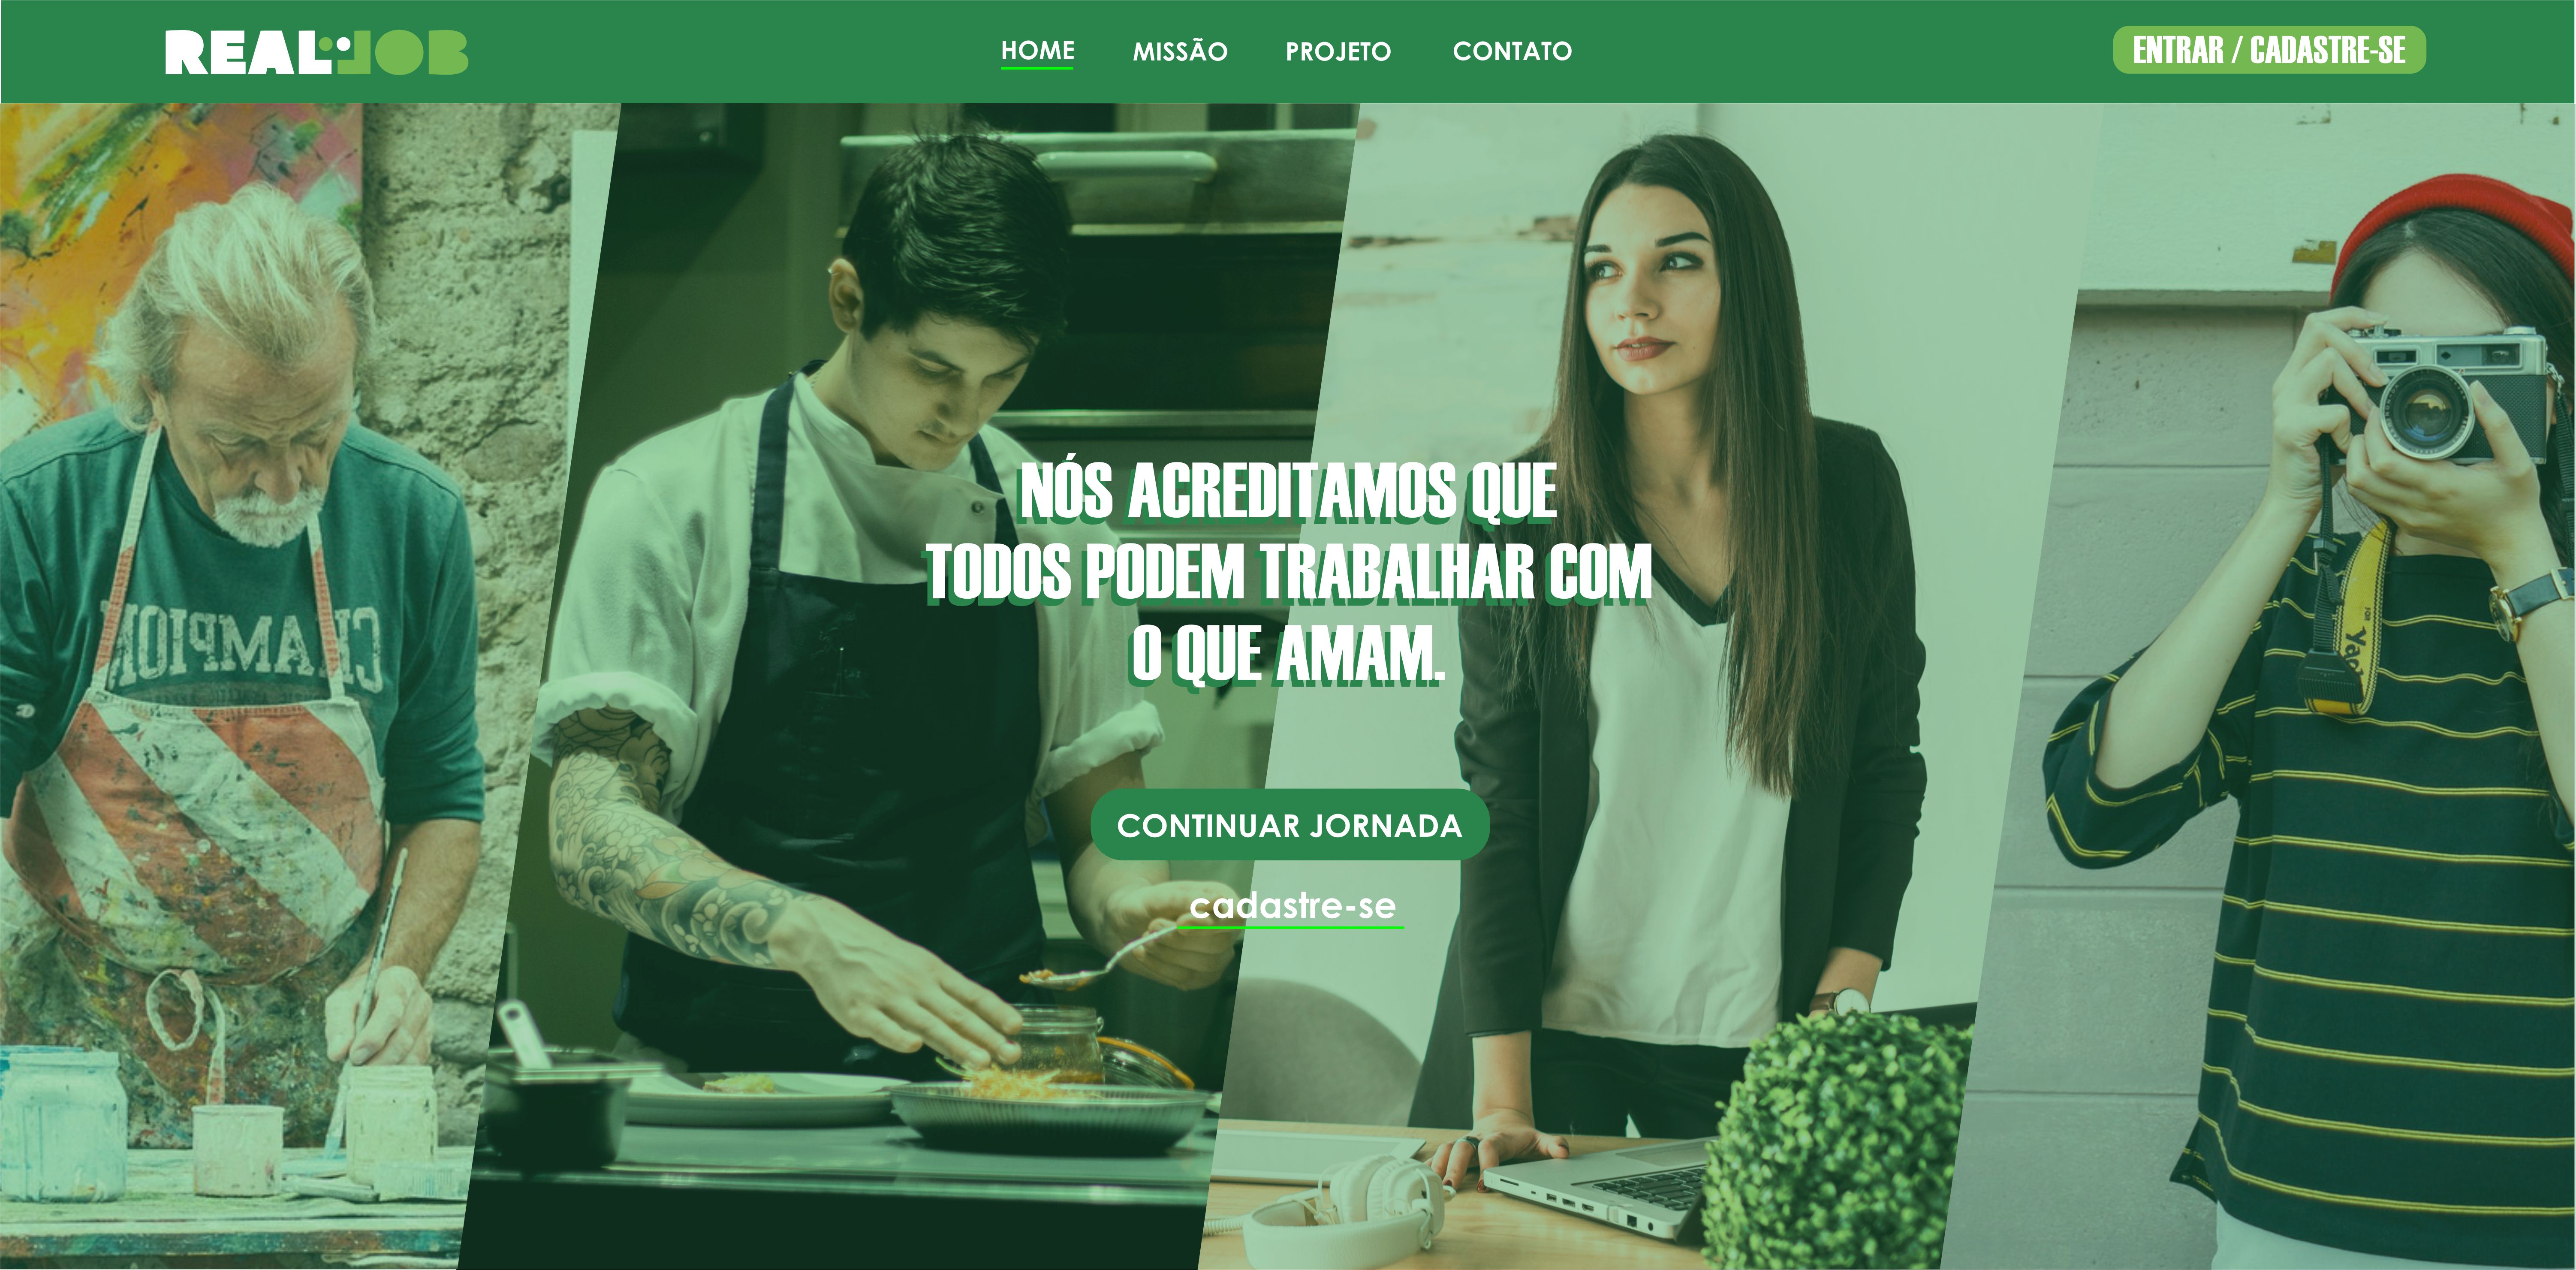 REAL JOB
HOME
MISSÃO
PROJETO
CONTATO
ENTRAR / CADASTRE-SE
NÓS ACREDITAMOS QUE
TODOS PODEM TRABALHAR COM
O QUE AMAM.
CONTINUAR JORNADA
cadastre-se
CHAMPION